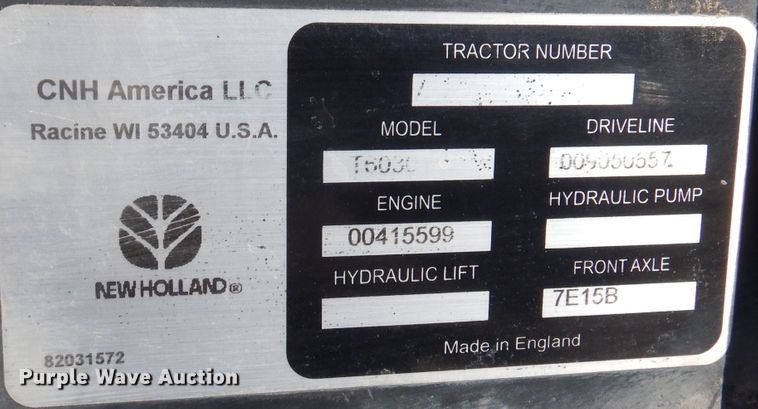 CNH America LLC
Racine WI 53404 U.S.A.
NEW HOLLAND®
82031572
TRACTOR NUMBER
MODEL
DRIVELINE
D09050557
ENGINE
00415599
HYDRAULIC PUMP
HYDRAULIC LIFT
FRONT AXLE
7E15B
Made in England
Purple Wave Auction